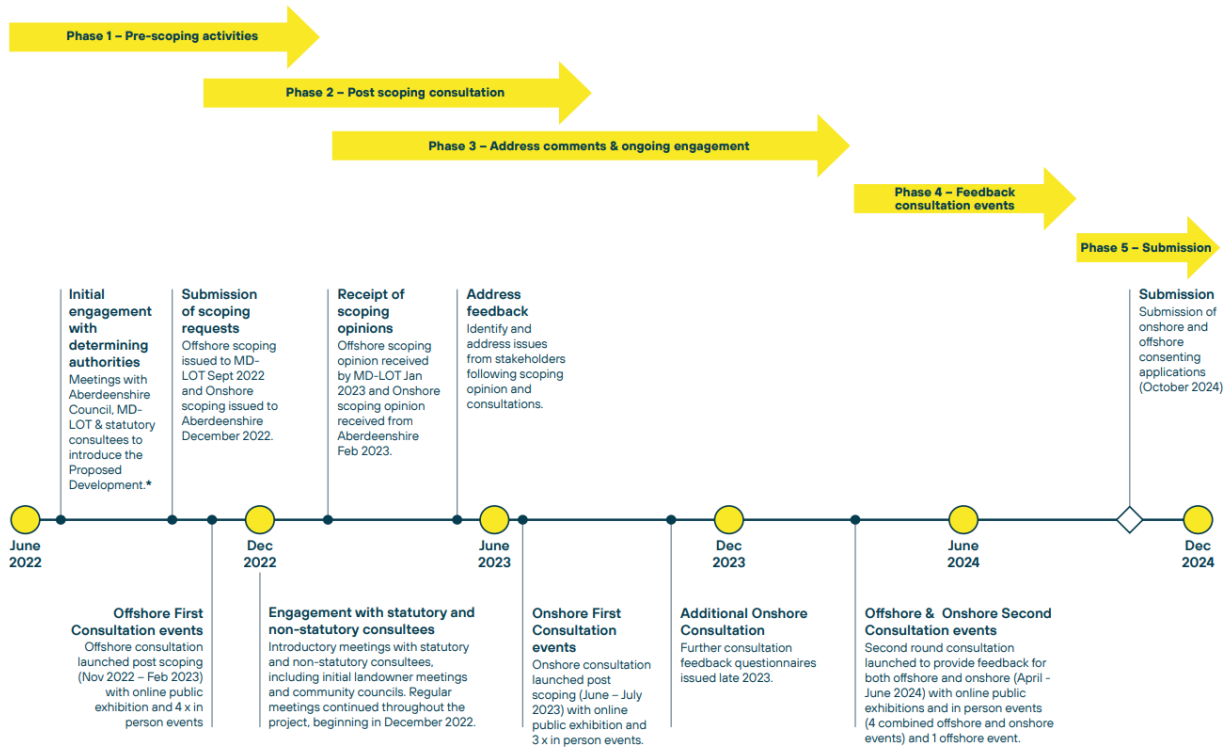 Phase 1 – Pre-scoping activities
Phase 2 – Post scoping consultation
Phase 3 – Address comments & ongoing engagement
Phase 4 – Feedback
consultation events
Phase 5 – Submission
Initial
engagement
with
determining
authorities
Meetings with
Aberdeenshire
Council, MD-
LOT & statutory
consultees to
introduce the
Proposed
Development.*
Submission
of scoping
requests
Offshore scoping
issued to MD-
LOT Sept 2022
and Onshore
scoping issued to
Aberdeenshire
December 2022.
Receipt of
scoping
opinions
Offshore scoping
opinion received
by MD-LOT Jan
2023 and Onshore
scoping opinion
received from
Aberdeenshire
Feb 2023.
Address
feedback
Identify and
address issues
from stakeholders
following scoping
opinion and
consultations.
Submission
Submission of
onshore and
offshore
consenting
applications
(October 2024)
June
2022
Dec
2022
June
2023
Dec
2023
June
2024
Dec
2024
Offshore First
Consultation events
Offshore consultation
launched post scoping
(Nov 2022 – Feb 2023)
with online public
exhibition and 4 x in
person events
Engagement with statutory and
non-statutory consultees
Introductory meetings with statutory
and non-statutory consultees,
including initial landowner meetings
and community councils. Regular
meetings continued throughout the
project, beginning in December 2022.
Onshore First
Consultation
events
Onshore consultation
launched post
scoping (June – July
2023) with online
public exhibition and
3 x in person events.
Additional Onshore
Consultation
Further consultation
feedback questionnaires
issued late 2023.
Offshore & Onshore Second
Consultation events
Second round consultation
launched to provide feedback for
both offshore and onshore (April -
June 2024) with online public
exhibitions and in person events
(4 combined offshore and onshore
events) and 1 offshore event.